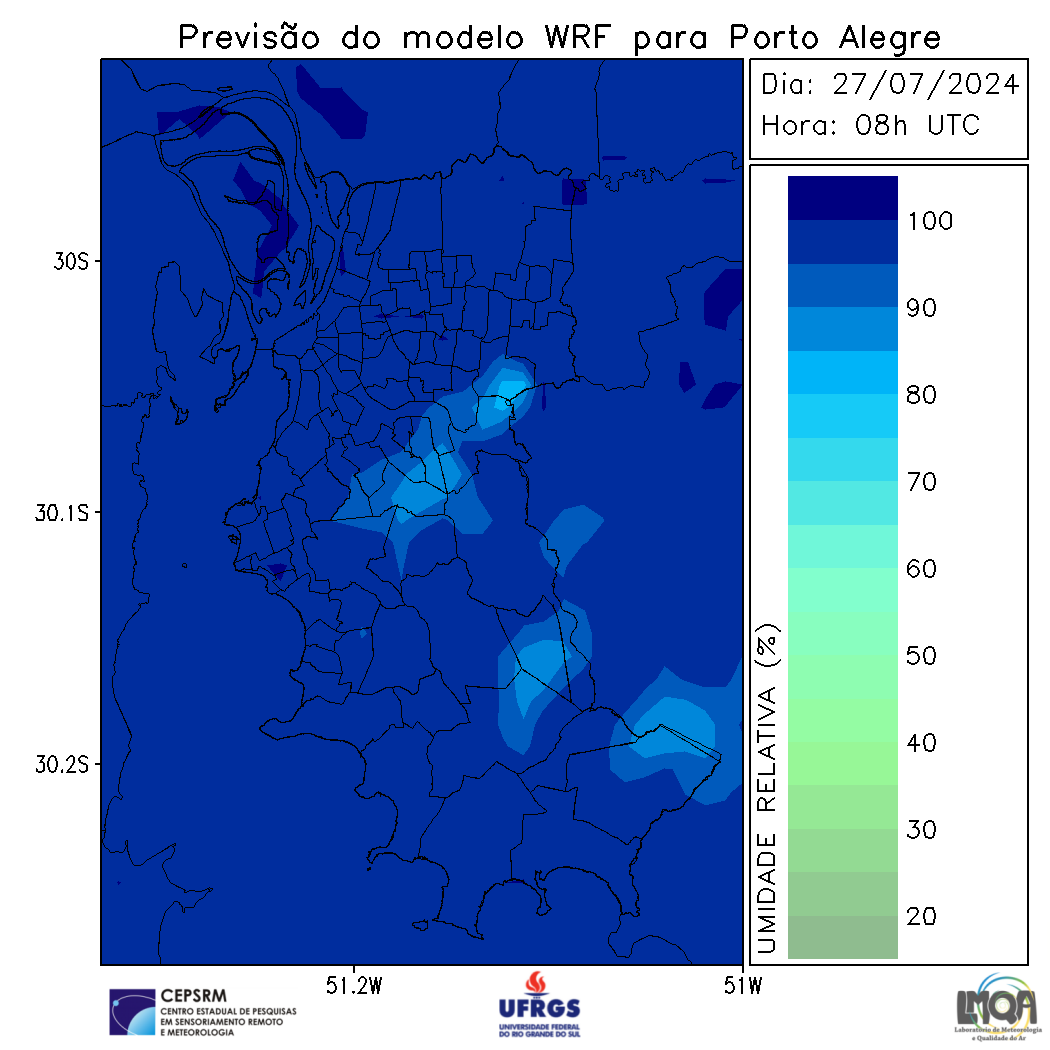 Previsão do modelo WRF para Porto Alegre
Dia: 27/07/2024
Hora: 08h UTC
100
90
80
70
60
50
40
30
20
UMIDADE RELATIVA (%)
30S
30.1S
30.2S
51.2W
51W
CEPSRM
CENTRO ESTADUAL DE PESQUISAS
EM SENSORIAMENTO REMOTO
E METEOROLOGIA
UFRGS
UNIVERSIDADE FEDERAL
DO RIO GRANDE DO SUL
LMQA
Laboratório de Meteorologia
e Qualidade do Ar